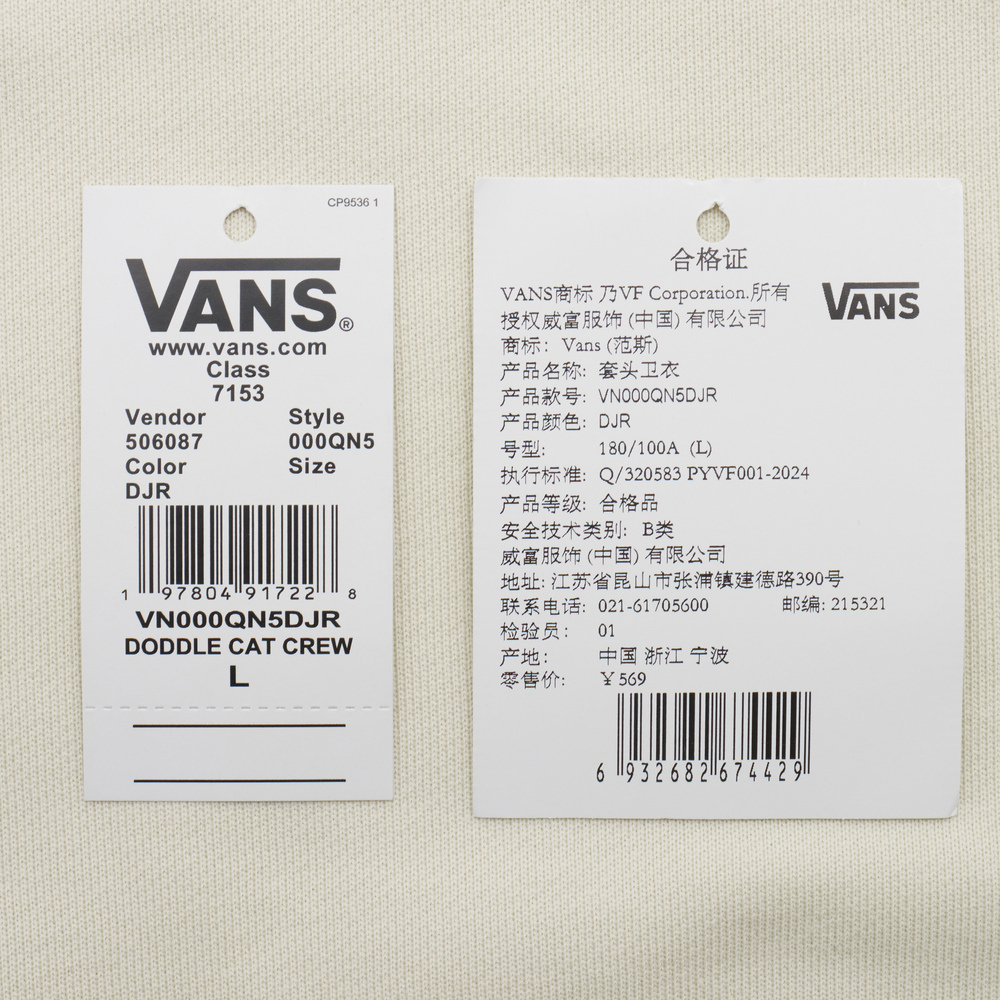 CP9536 1
VANS®
www.vans.com
Class
7153
Vendor Style
506087 000QN5
Color Size
DJR
1 97804 91722 8
VN000QN5DJR
DODDLE CAT CREW
L
合格证
VANS商标 乃VF Corporation.所有
授权威富服饰 (中国) 有限公司
VANS
商标: Vans (范斯)
产品名称: 套头卫衣
产品款号: VN000QN5DJR
产品颜色: DJR
号型: 180/100A (L)
执行标准: Q/320583 PYVF001-2024
产品等级: 合格品
安全技术类别: B类
威富服饰 (中国) 有限公司
地址: 江苏省昆山市张浦镇建德路390号
联系电话: 021-61705600 邮编: 215321
检验员: 01
产地: 中国 浙江 宁波
零售价: ¥569
6 932682 674429